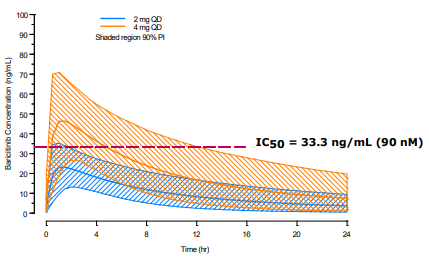 100
2 mg QD
4 mg QD
Shaded region 90% PI
90
80
70
60
50
40
30
20
10
0
Baricitinib Concentration (ng/mL)
IC50 = 33.3 ng/mL (90 nM)
0 4 8 12 16 20 24
Time (hr)